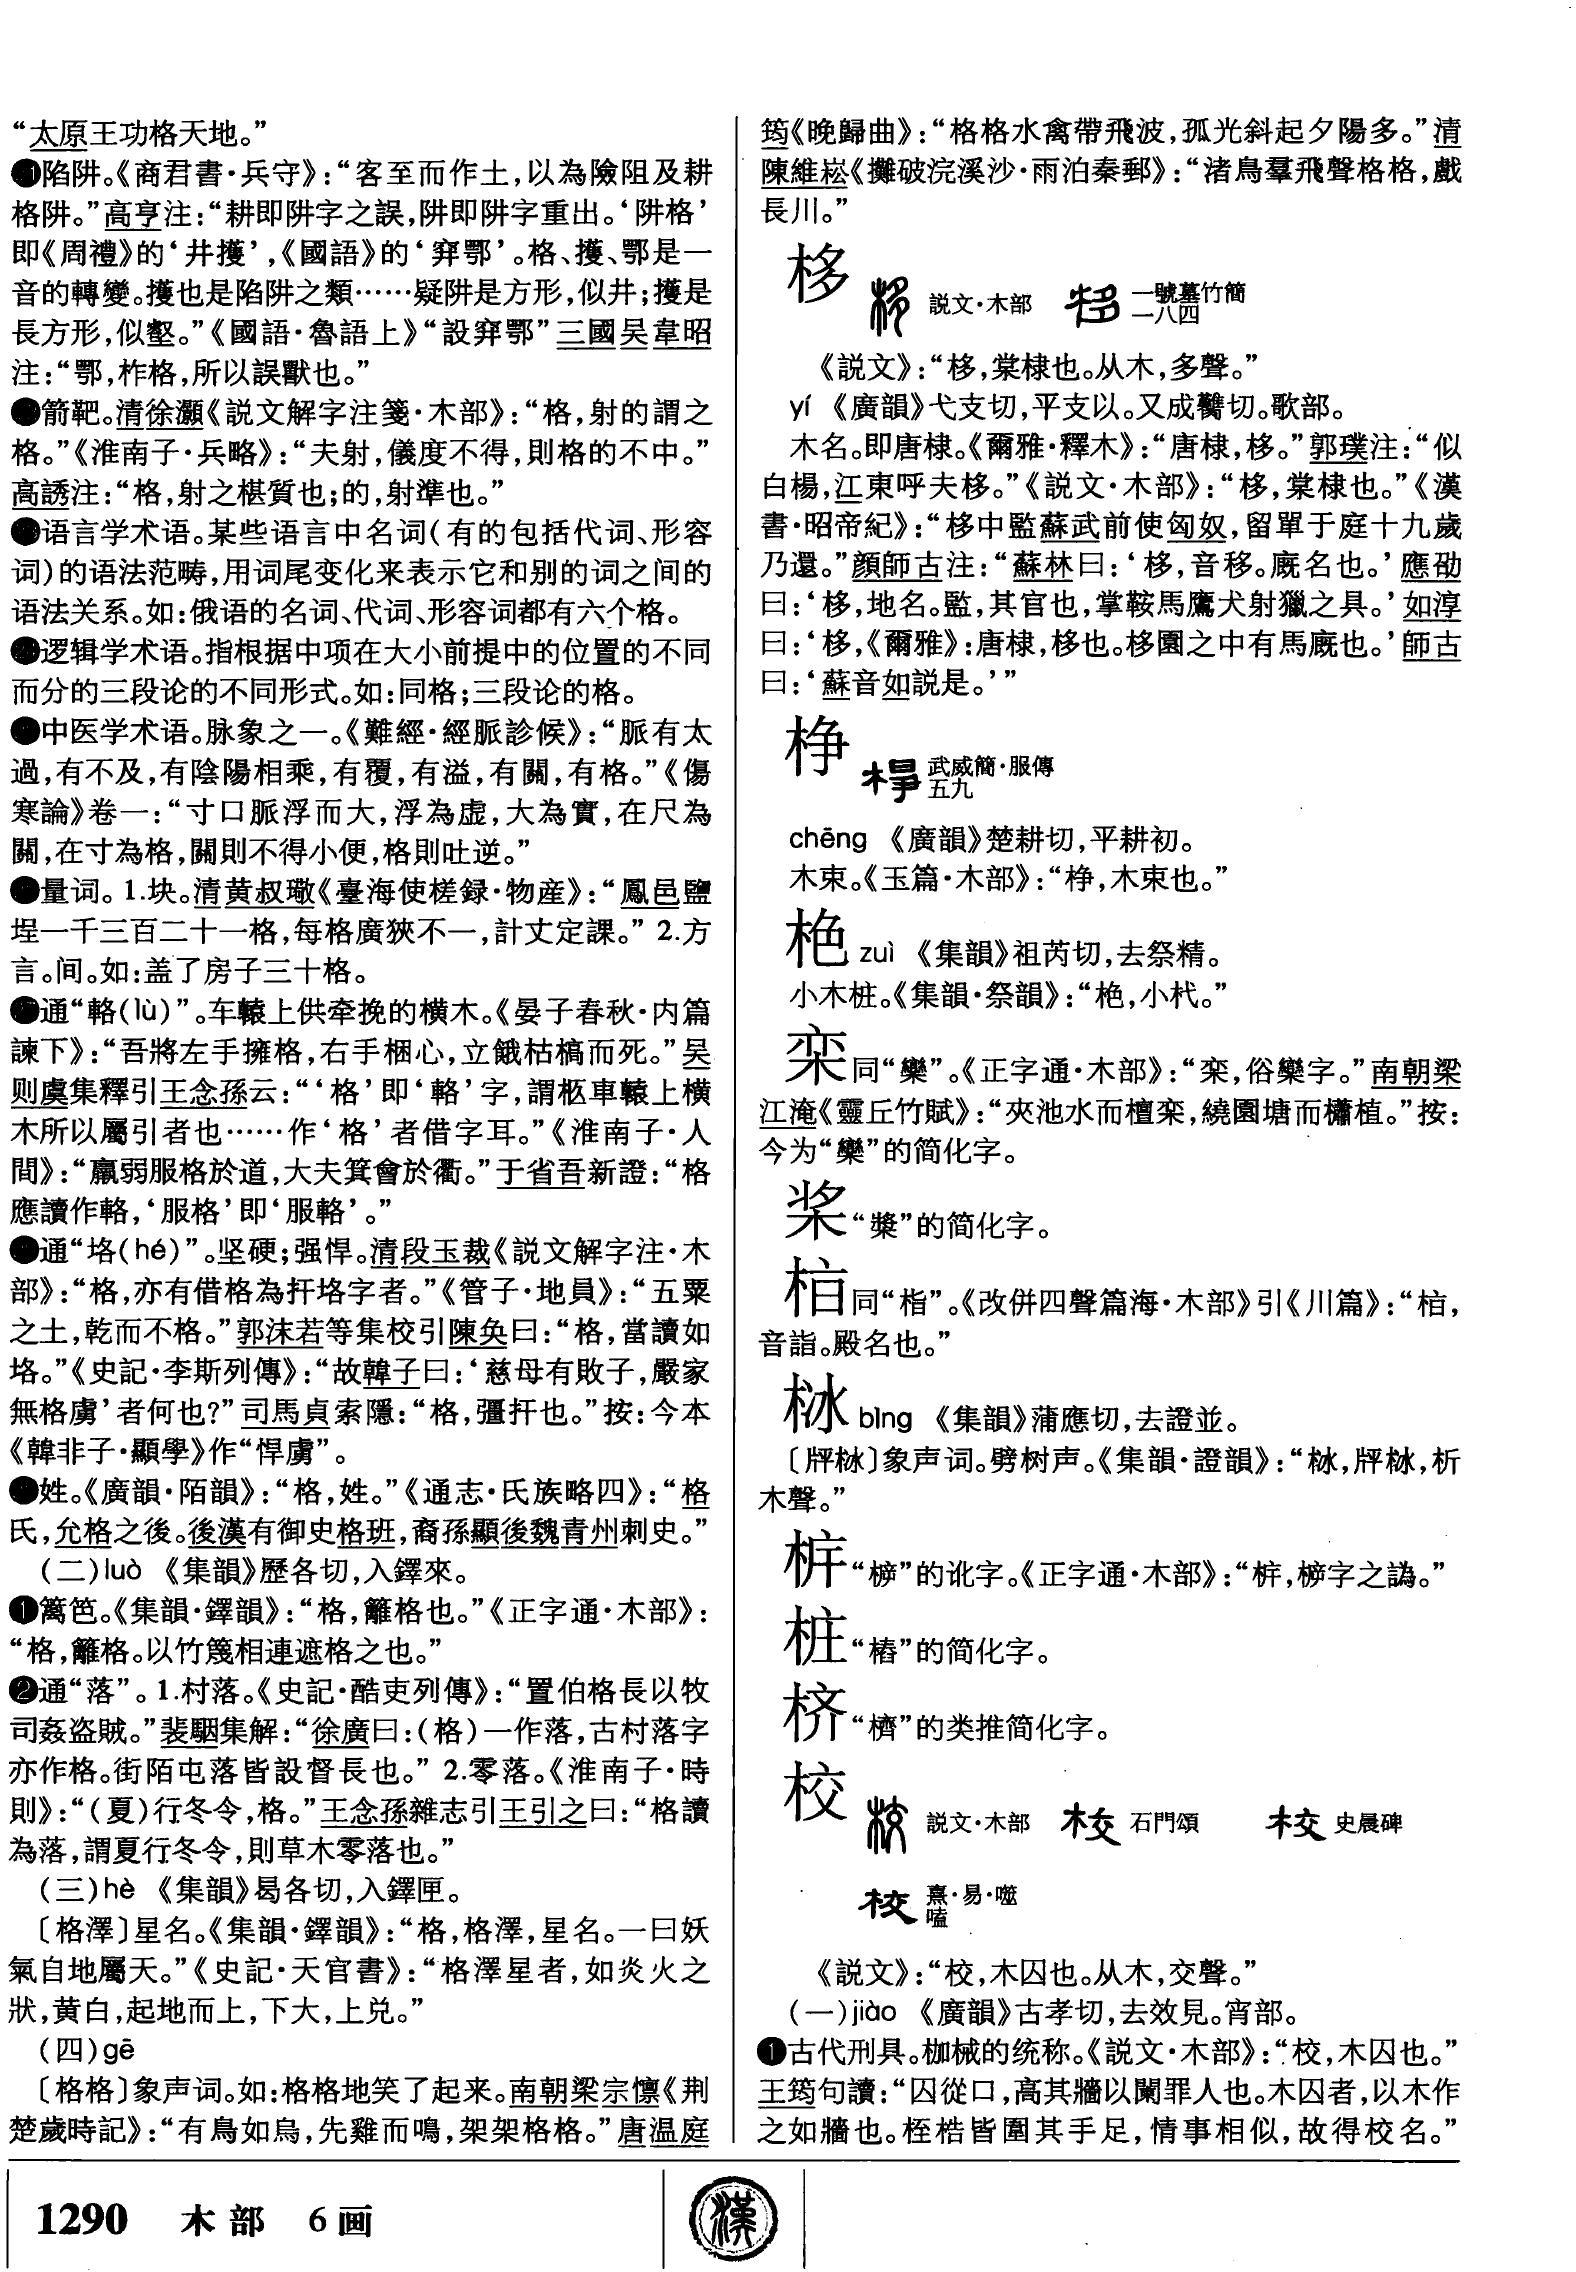 “太原王功格天地。”
陷阱。《商君書·兵守》：“客至而作土，以為險阻及耕
格阱。”高亨注：“耕即阱字之誤，阱即阱字重出。‘阱格’
即《周禮》的‘井擭’，《國語》的‘穽鄂’。格、擭、鄂是一
音的轉變。擭也是陷阱之類……疑阱是方形，似井；擭是
長方形，似壑。”《國語·魯語上》“設穽鄂”三國吴韋昭
注：“鄂，柞格，所以誤獸也。”
箭靶。清徐灝《説文解字注箋·木部》：“格，射的謂之
格。”《淮南子·兵略》：“夫射，儀度不得，則格的不中。”
高誘注：“格，射之椹質也；的，射準也。”
语言学术语。某些语言中名词（有的包括代词、形容
词）的语法范畴，用词尾变化来表示它和别的词之间的
语法关系。如：俄语的名词、代词、形容词都有六个格。
逻辑学术语。指根据中项在大小前提中的位置的不同
而分的三段论的不同形式。如：同格；三段论的格。
中医学术语。脉象之一。《難經·經脈診候》：“脈有太
過，有不及，有陰陽相乘，有覆，有溢，有關，有格。”《傷
寒論》卷一：“寸口脈浮而大，浮為虚，大為實，在尺為
關，在寸為格，關則不得小便，格則吐逆。”
量词。1.块。清黄叔璥《臺海使槎録·物産》：“鳳邑鹽
埕一千三百二十一格，每格廣狹不一，計丈定課。”2.方
言。间。如：盖了房子三十格。
通“輅（lù）”。车辕上供牵挽的横木。《晏子春秋·内篇
諫下》：“吾將左手擁格，右手梱心，立餓枯槁而死。”吴
则虞集釋引王念孫云：“‘格’即‘輅’字，謂柩車轅上横
木所以屬引者也……作‘格’者借字耳。”《淮南子·人
間》：“羸弱服格於道，大夫箕會於衢。”于省吾新證：“格
應讀作輅，‘服格’即‘服輅’。”
通“垎（hé）”。坚硬；强悍。清段玉裁《説文解字注·木
部》：“格，亦有借格為扞垎字者。”《管子·地員》：“五粟
之土，乾而不格。”郭沫若等集校引陳奂曰：“格，當讀如
垎。”《史記·李斯列傳》：“故韓子曰：‘慈母有敗子，嚴家
無格虜’者何也？”司馬貞索隱：“格，彊扞也。”按：今本
《韓非子·顯學》作“悍虜”。
姓。《廣韻·陌韻》：“格，姓。”《通志·氏族略四》：“格
氏，允格之後。後漢有御史格班，裔孫顯後魏青州刺史。”
（二）luò 《集韻》歷各切，入鐸來。
❶篱笆。《集韻·鐸韻》：“格，籬格也。”《正字通·木部》：
“格，籬格。以竹篾相連遮格之也。”
❷通“落”。1.村落。《史記·酷吏列傳》：“置伯格長以牧
司姦盜賊。”裴駰集解：“徐廣曰：（格）一作落，古村落字
亦作格。街陌屯落皆設督長也。”2.零落。《淮南子·時
則》：“（夏）行冬令，格。”王念孫雜志引王引之曰：“格讀
為落，謂夏行冬令，則草木零落也。”
（三）hè 《集韻》曷各切，入鐸匣。
〔格澤〕星名。《集韻·鐸韻》：“格，格澤，星名。一曰妖
氣自地屬天。”《史記·天官書》：“格澤星者，如炎火之
狀，黄白，起地而上，下大，上兑。”
（四）gē
〔格格〕象声词。如：格格地笑了起来。南朝梁宗懍《荆
楚歲時記》：“有鳥如烏，先雞而鳴，架架格格。”唐温庭
筠《晚歸曲》：“格格水禽帶飛波，孤光斜起夕陽多。”清
陳維崧《攤破浣溪沙·雨泊秦郵》：“渚鳥羣飛聲格格，戲
長川。”
栘 説文·木部 一號墓竹簡一八四
《説文》：“栘，棠棣也。从木，多聲。”
yí 《廣韻》弋支切，平支以。又成臡切。歌部。
木名。即唐棣。《爾雅·釋木》：“唐棣，栘。”郭璞注：“似
白楊，江東呼夫栘。”《説文·木部》：“栘，棠棣也。”《漢
書·昭帝紀》：“栘中監蘇武前使匈奴，留單于庭十九歲
乃還。”顔師古注：“蘇林曰：‘栘，音移。厩名也。’應劭
曰：‘栘，地名。監，其官也，掌鞍馬鷹犬射獵之具。’如淳
曰：‘栘，《爾雅》：唐棣，栘也。栘園之中有馬厩也。’師古
曰：‘蘇音如説是。’”
棦 武威簡·服傳五九
chēng 《廣韻》楚耕切，平耕初。
木束。《玉篇·木部》：“棦，木束也。”
桅 zuì 《集韻》祖芮切，去祭精。
小木桩。《集韻·祭韻》：“桅，小杙。”
栾同“欒”。《正字通·木部》：“栾，俗欒字。”南朝梁
江淹《靈丘竹賦》：“夾池水而檀栾，繞園塘而櫹植。”按：
今为“欒”的简化字。
桨“槳”的简化字。
㮂同“栺”。《改併四聲篇海·木部》引《川篇》：“㮂，
音詣。殿名也。”
栤 bìng 《集韻》蒲應切，去證並。
〔牉栤〕象声词。劈树声。《集韻·證韻》：“栤，牉栤，析
木聲。”
“榜”的讹字。《正字通·木部》：
桩“樁”的简化字。
桥“櫅”的类推简化字。
校 説文·木部 石門頌 史晨碑
熹·易·噬嗑
《説文》：“校，木囚也。从木，交聲。”
（一）jiào 《廣韻》古孝切，去效見。宵部。
❶古代刑具。枷械的统称。《説文·木部》：“校，木囚也。”
王筠句讀：“囚從口，高其牆以闌罪人也。木囚者，以木作
之如牆也。桎梏皆圍其手足，情事相似，故得校名。”
1290 木部 6画
漢